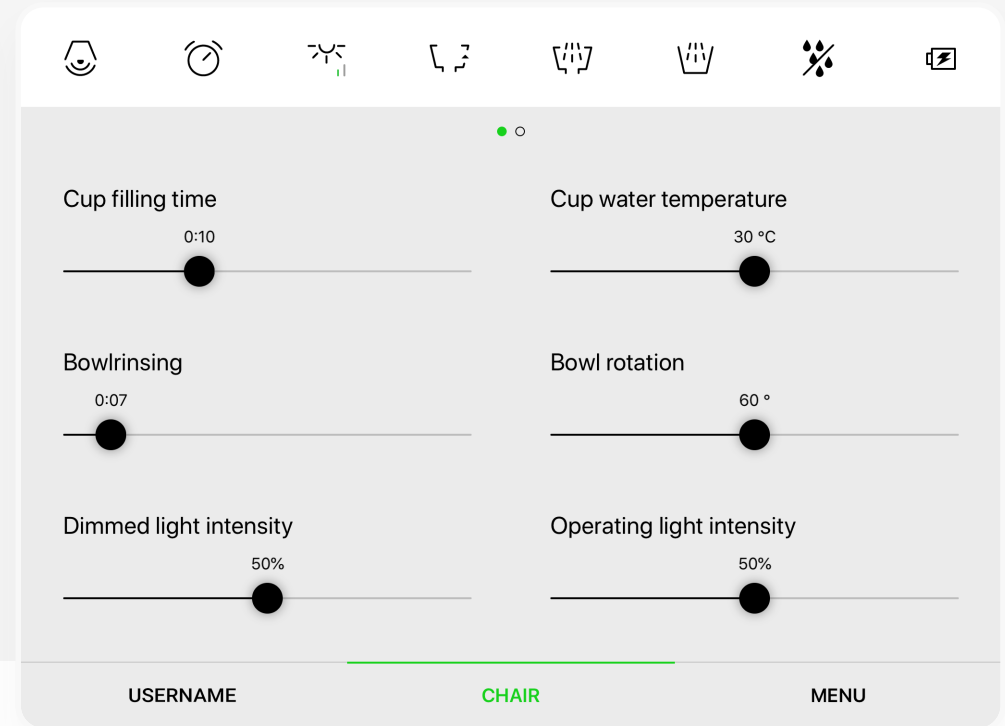 Cup filling time
0:10
Cup water temperature
30 °C
Bowlrinsing
0:07
Bowl rotation
60 °
Dimmed light intensity
50%
Operating light intensity
50%
USERNAME
CHAIR
MENU